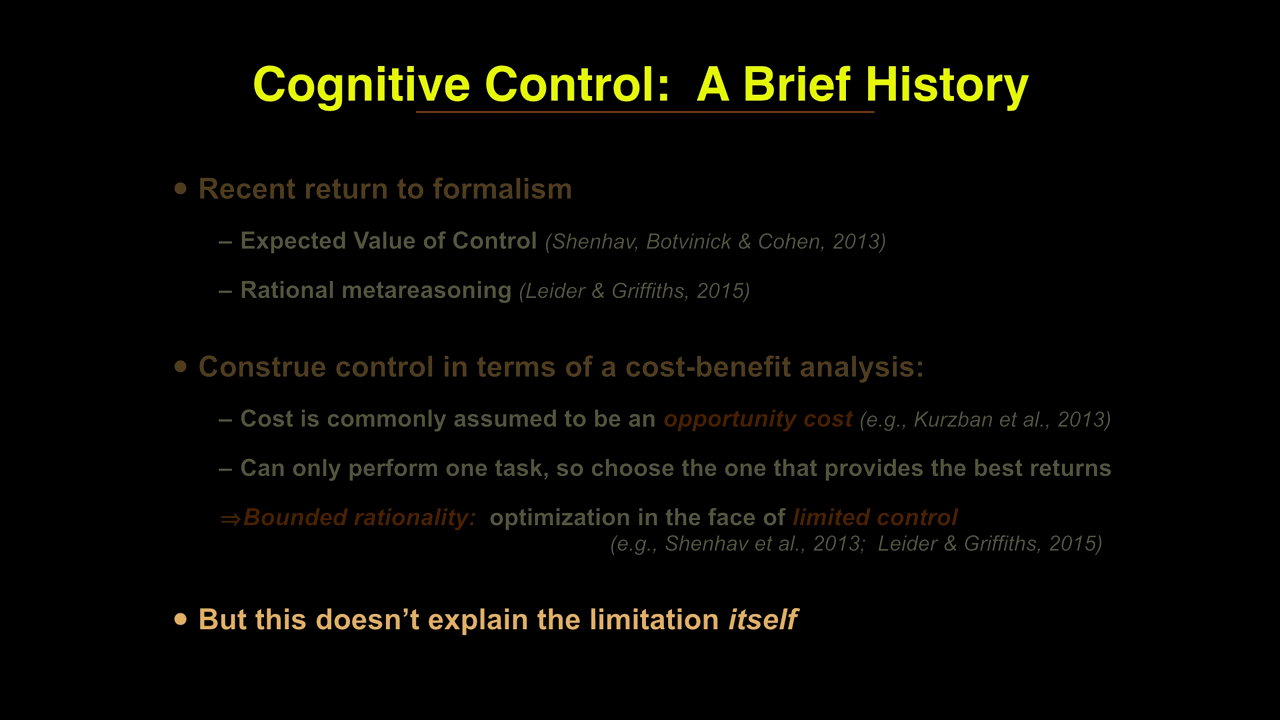 Cognitive Control:  A Brief History
• Recent return to formalism
– Expected Value of Control (Shenhav, Botvinick & Cohen, 2013)
– Rational metareasoning (Leider & Griffiths, 2015)
• Construe control in terms of a cost-benefit analysis:
– Cost is commonly assumed to be an opportunity cost (e.g., Kurzban et al., 2013)
– Can only perform one task, so choose the one that provides the best returns
⇒Bounded rationality:  optimization in the face of limited control
(e.g., Shenhav et al., 2013;  Leider & Griffiths, 2015)
• But this doesn’t explain the limitation itself